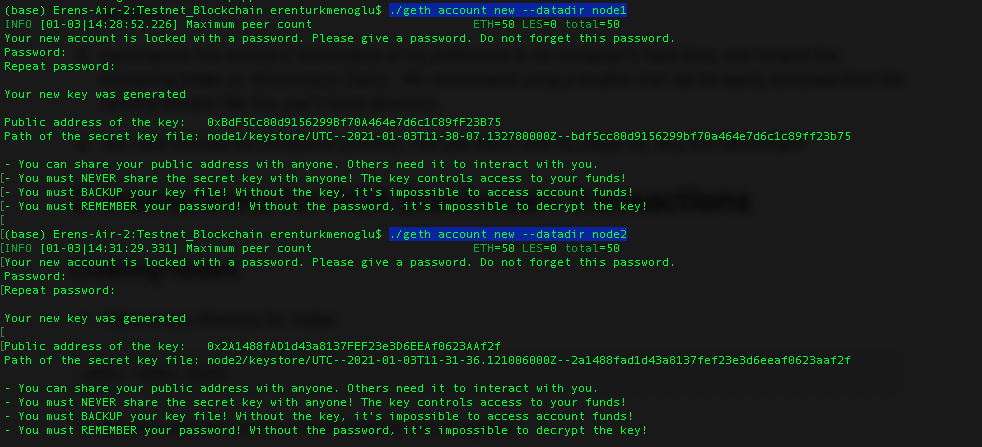 (base) Erens-Air-2:Testnet_Blockchain erenturkmenoglu$ ./geth account new --datadir node1
INFO [01-03|14:28:52.226] Maximum peer count                       ETH=50 LES=0 total=50
Your new account is locked with a password. Please give a password. Do not forget this password.
Password:
Repeat password:
Your new key was generated
Public address of the key:   0xBdF5Cc80d9156299Bf70A464e7d6c1C89fF23B75
Path of the secret key file: node1/keystore/UTC--2021-01-03T11-30-07.132780000Z--bdf5cc80d9156299bf70a464e7d6c1c89ff23b75
- You can share your public address with anyone. Others need it to interact with you.
[- You must NEVER share the secret key with anyone! The key controls access to your funds!
[- You must BACKUP your key file! Without the key, it's impossible to access account funds!
[- You must REMEMBER your password! Without the password, it's impossible to decrypt the key!
[
[(base) Erens-Air-2:Testnet_Blockchain erenturkmenoglu$ ./geth account new --datadir node2
[INFO [01-03|14:31:29.331] Maximum peer count                       ETH=50 LES=0 total=50
[Your new account is locked with a password. Please give a password. Do not forget this password.
Password:
[Repeat password:
Your new key was generated
[
[Public address of the key:   0x2A1488fAD1d43a8137FEF23e3D6EEAf0623AAf2f
Path of the secret key file: node2/keystore/UTC--2021-01-03T11-31-36.121006000Z--2a1488fad1d43a8137fef23e3d6eeaf0623aaf2f
- You can share your public address with anyone. Others need it to interact with you.
- You must NEVER share the secret key with anyone! The key controls access to your funds!
- You must BACKUP your key file! Without the key, it's impossible to access account funds!
- You must REMEMBER your password! Without the password, it's impossible to decrypt the key!